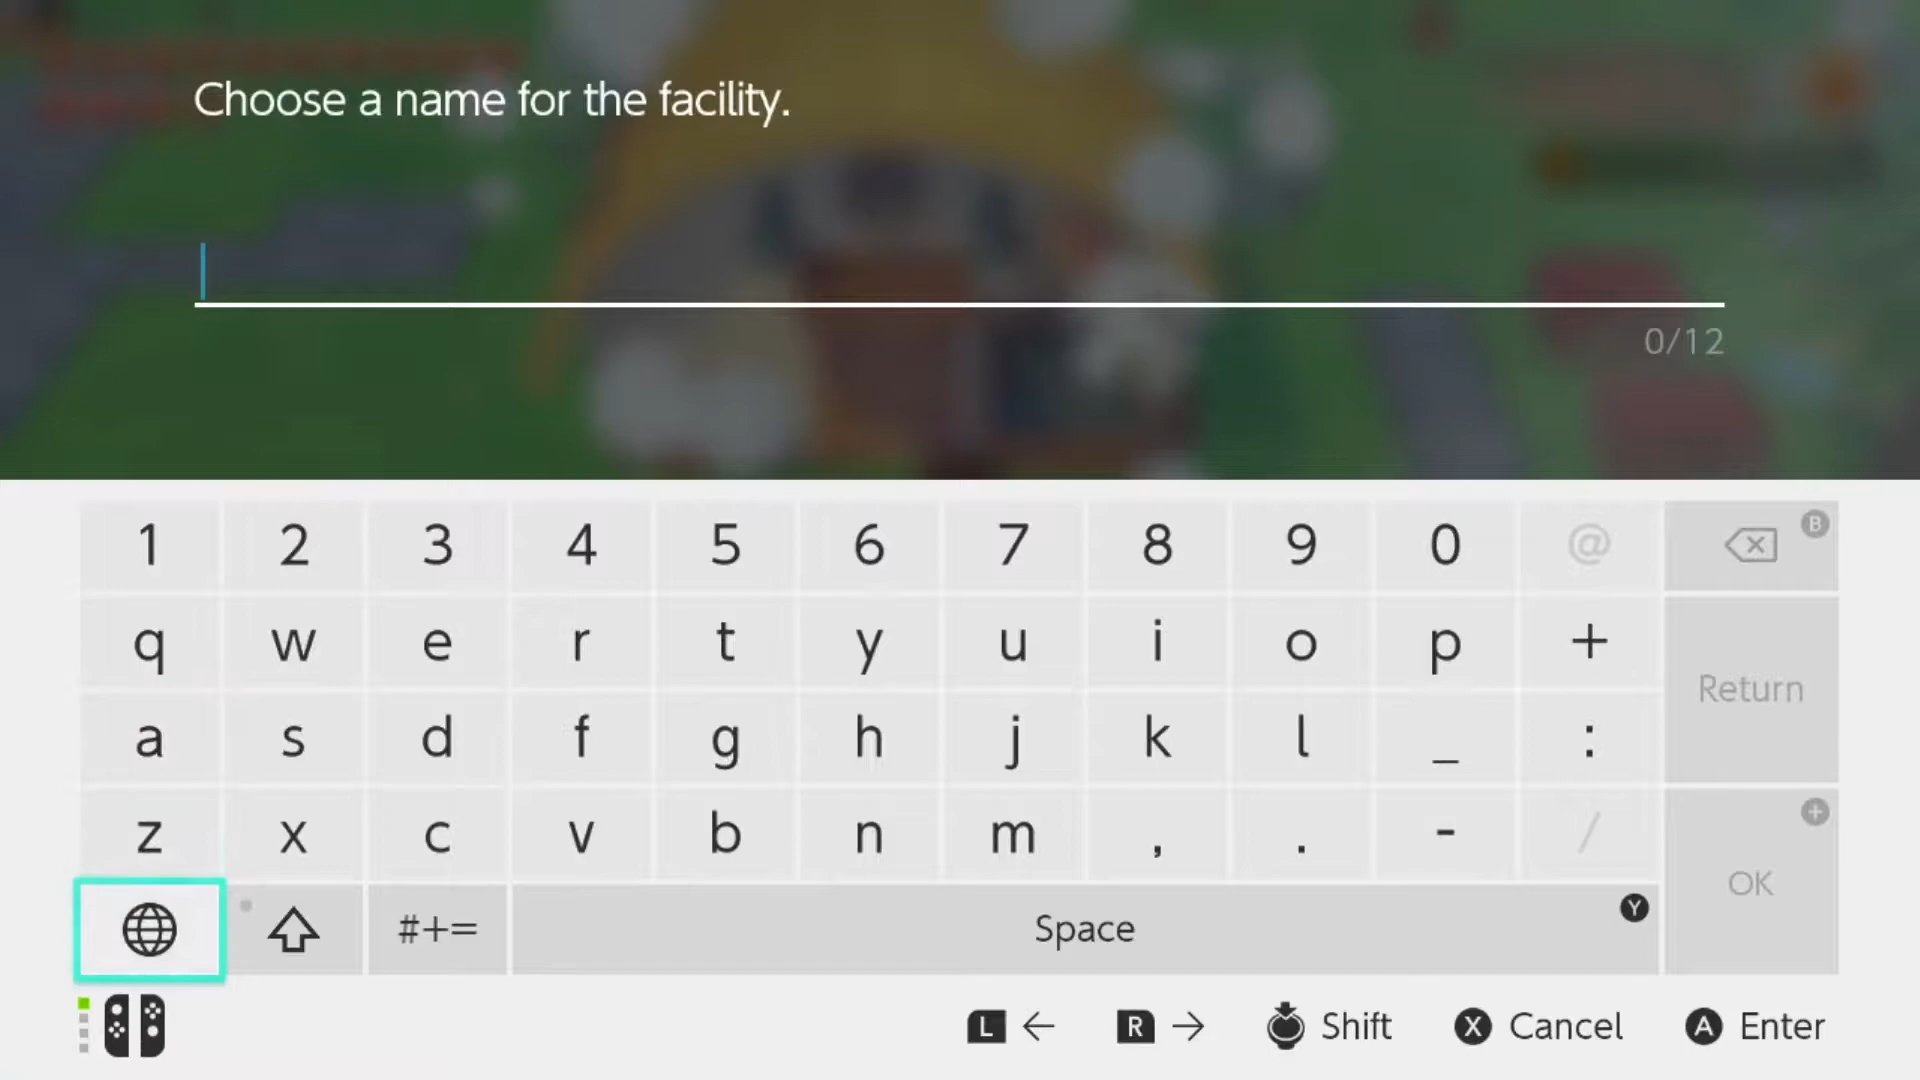 Choose a name for the facility.
0/12
1 2 3 4 5 6 7 8 9 0 @ B
q w e r t y u i o p + Return
a s d f g h j k l _ :
z x c v b n m , . - / + OK
#+= Space Y
L ← R → Shift X Cancel A Enter